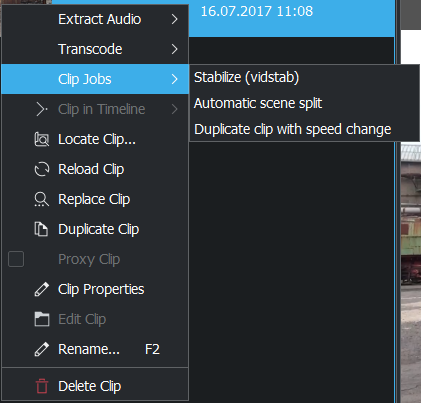 16.07.2017 11:08
Extract Audio
Transcode
Clip Jobs
Stabilize (vidstab)
Automatic scene split
Duplicate clip with speed change
Clip in Timeline
Locate Clip...
Reload Clip
Replace Clip
Duplicate Clip
Proxy Clip
Clip Properties
Edit Clip
Rename... F2
Delete Clip